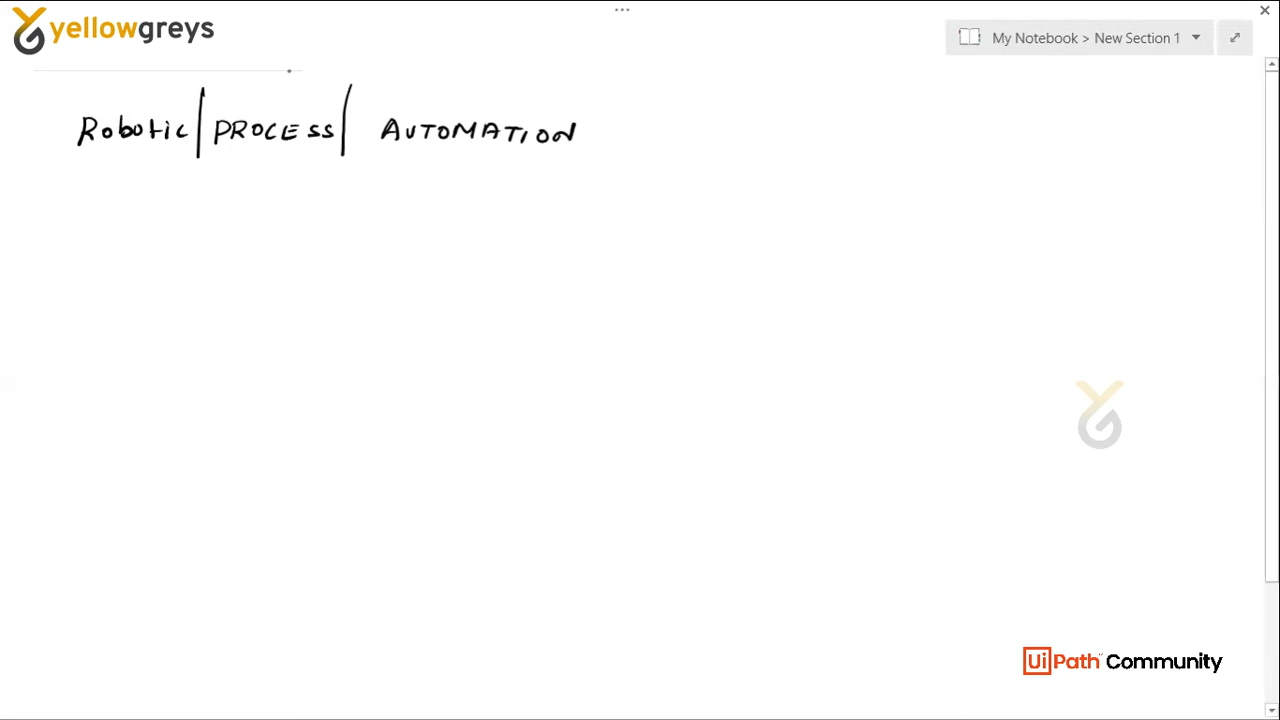 yellowgreys
My Notebook > New Section 1
Robotic | PROCESS | AUTOMATION
UiPath Community